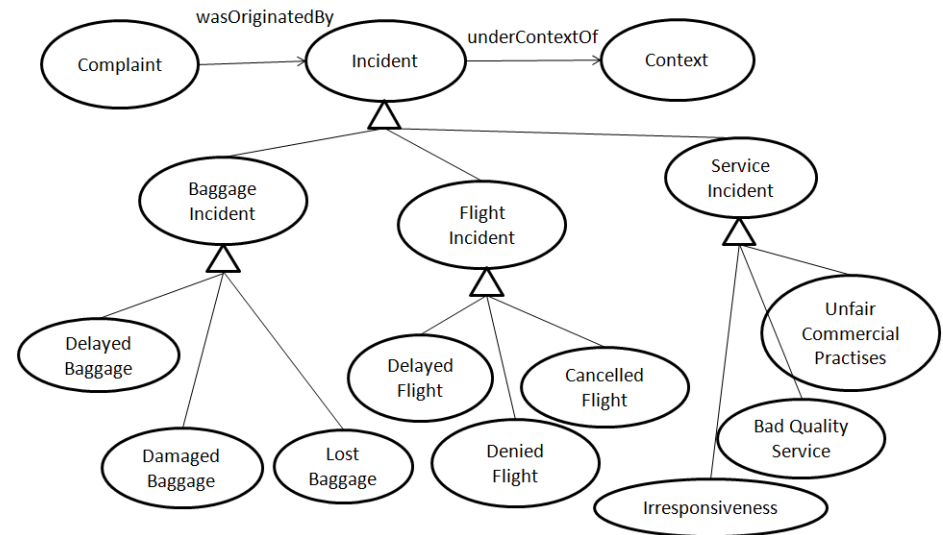 wasOriginatedBy
underContextOf
Complaint
Incident
Context
Baggage
Incident
Flight
Incident
Service
Incident
Delayed
Baggage
Damaged
Baggage
Lost
Baggage
Delayed
Flight
Denied
Flight
Cancelled
Flight
Unfair
Commercial
Practises
Bad Quality
Service
Irresponsiveness